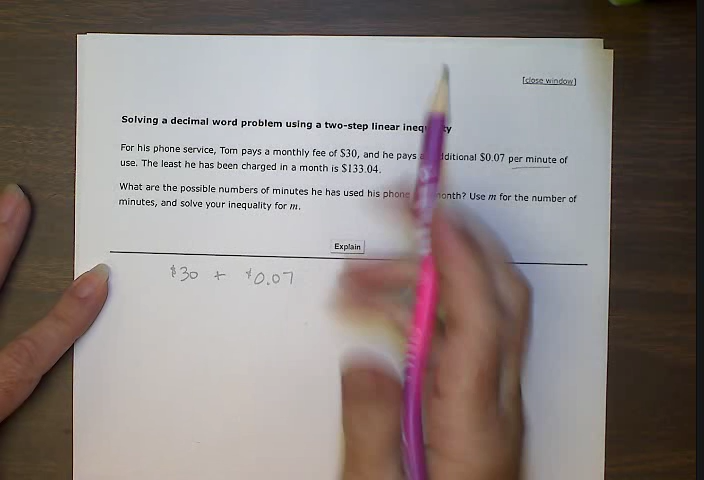 [close window]
Solving a decimal word problem using a two-step linear
For his phone service, Tom pays a monthly fee of $30, and he pays $0.07 per minute of
use. The least he has been charged in a month is $133.04.
What are the possible numbers of minutes he has used his phone month? Use m for the number of
minutes, and solve your inequality for m.
Explain
$30 + $0.07